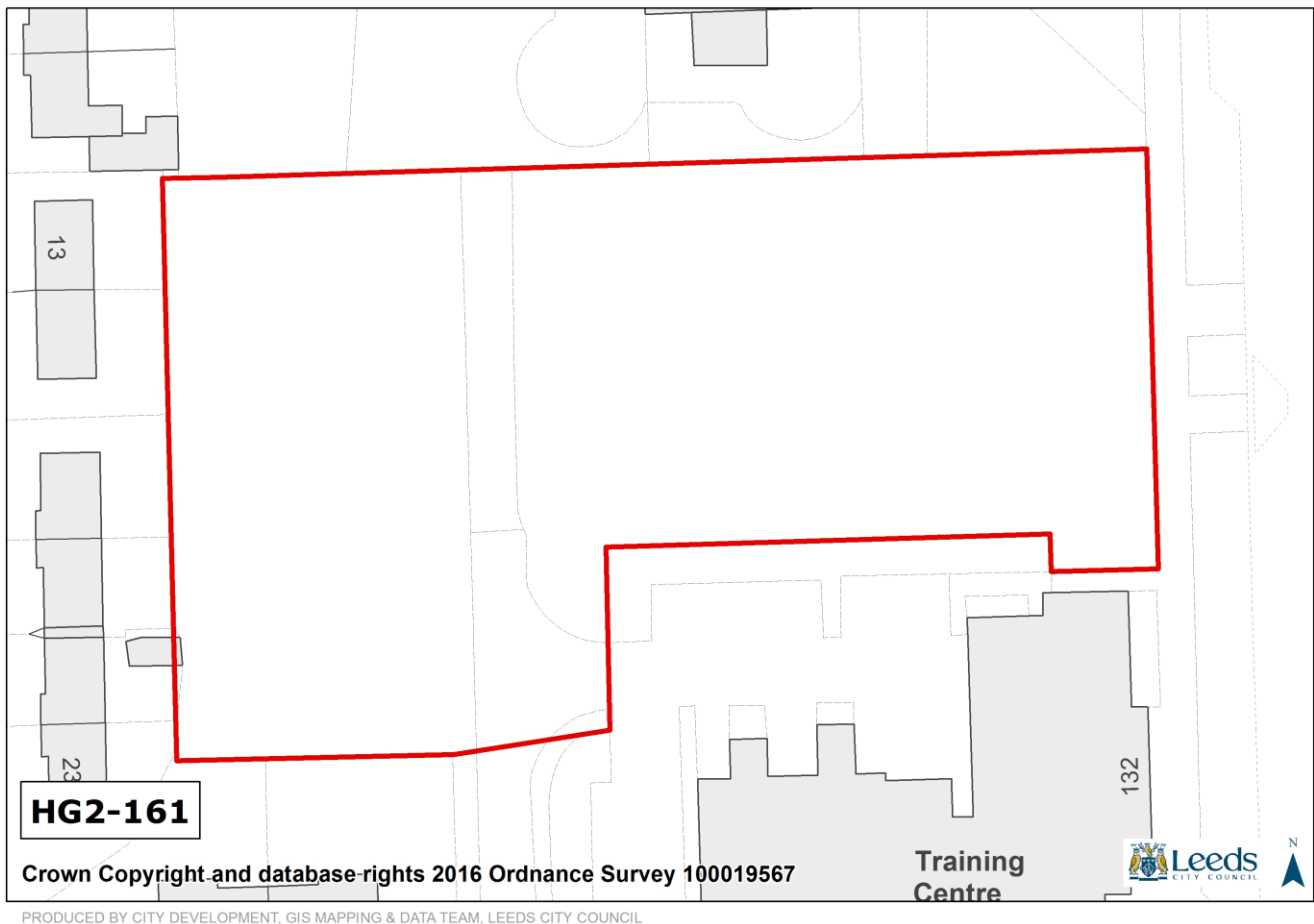 13
23
132
HG2-161
Crown Copyright and database rights 2016 Ordnance Survey 100019567
Training
Centre
Leeds
CITY COUNCIL
N
PRODUCED BY CITY DEVELOPMENT, GIS MAPPING & DATA TEAM, LEEDS CITY COUNCIL